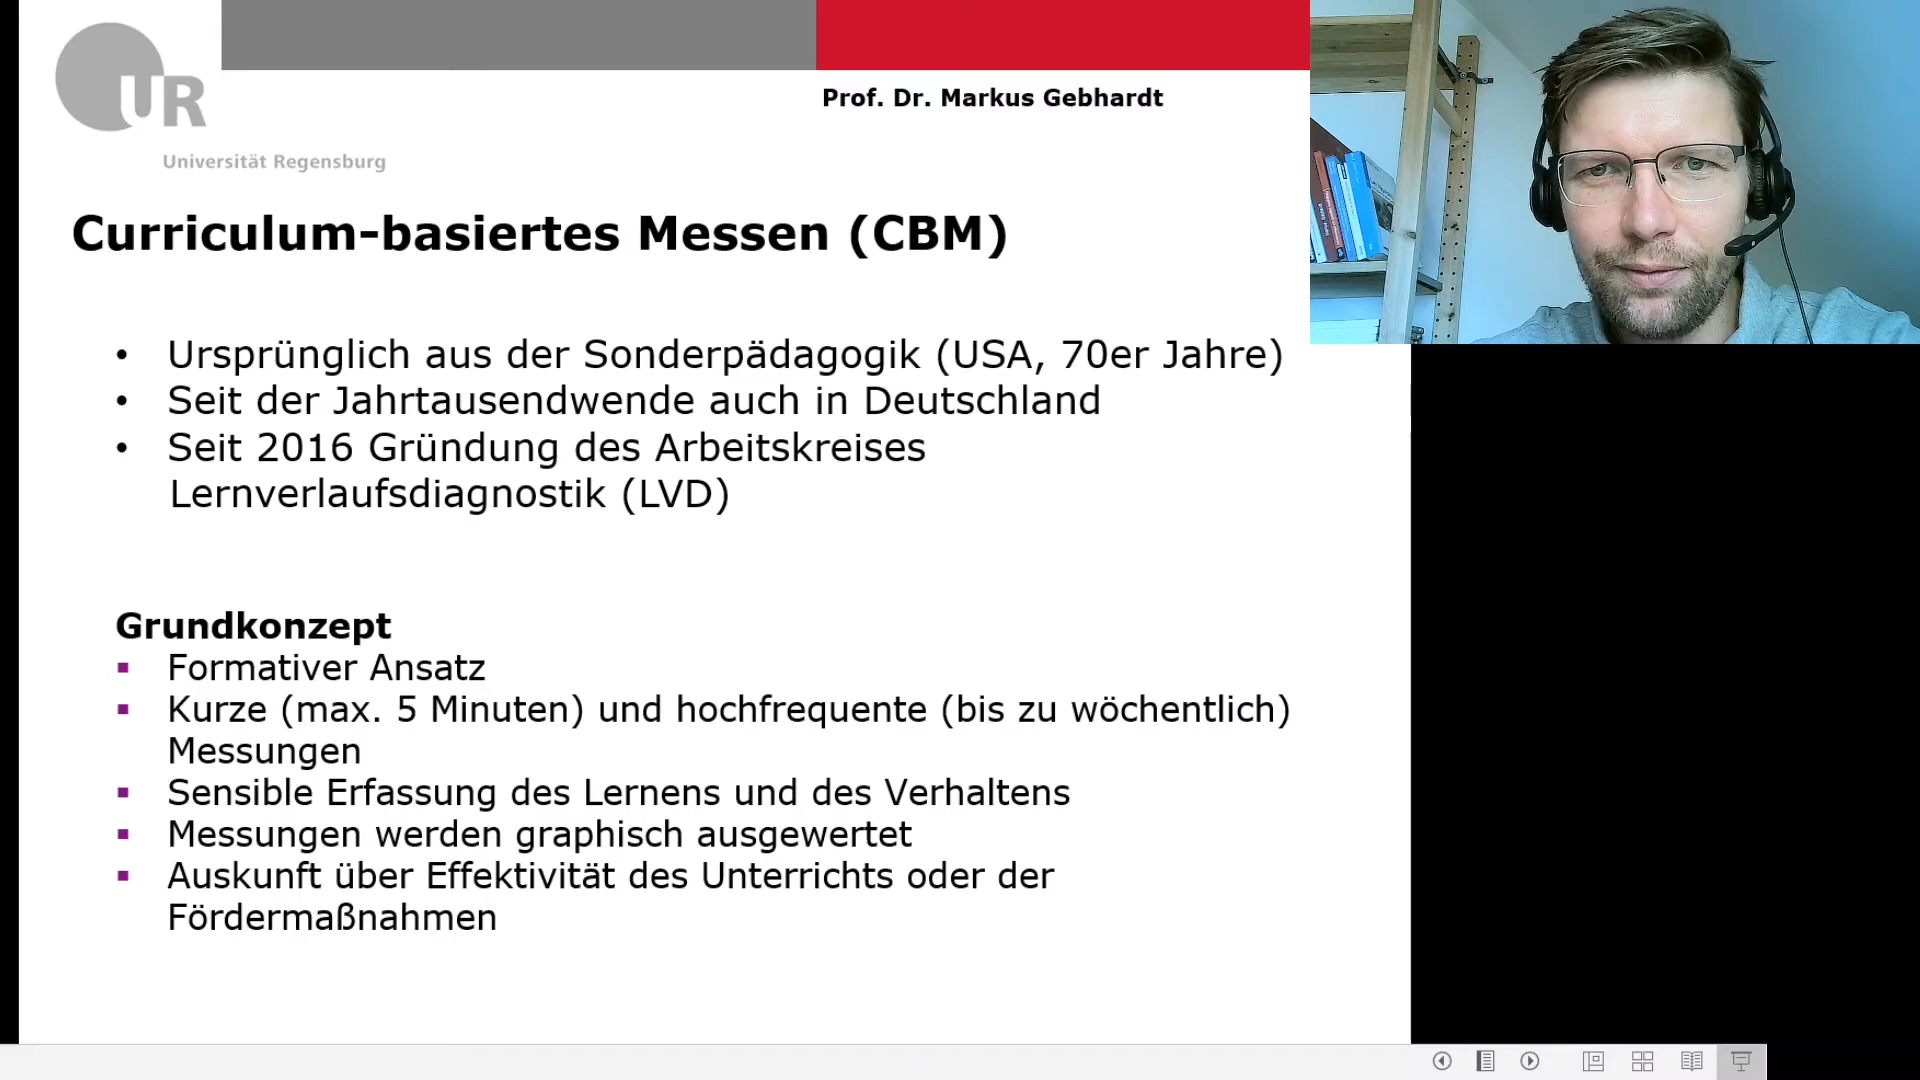 UR
Universität Regensburg
Prof. Dr. Markus Gebhardt
Curriculum-basiertes Messen (CBM)
• Ursprünglich aus der Sonderpädagogik (USA, 70er Jahre)
• Seit der Jahrtausendwende auch in Deutschland
• Seit 2016 Gründung des Arbeitskreises
Lernverlaufsdiagnostik (LVD)
Grundkonzept
▪ Formativer Ansatz
▪ Kurze (max. 5 Minuten) und hochfrequente (bis zu wöchentlich)
Messungen
▪ Sensible Erfassung des Lernens und des Verhaltens
▪ Messungen werden graphisch ausgewertet
▪ Auskunft über Effektivität des Unterrichts oder der
Fördermaßnahmen